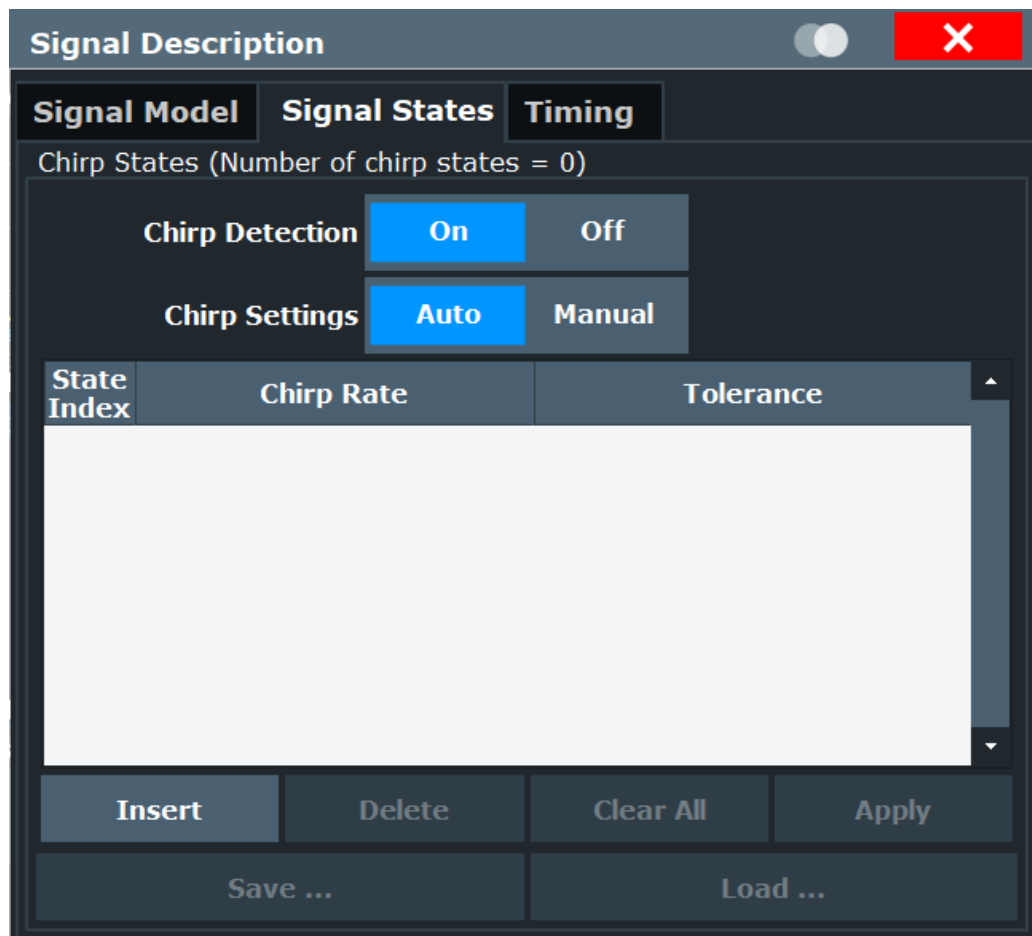 Signal Description
Signal Model Signal States Timing
Chirp States (Number of chirp states = 0)
Chirp Detection On Off
Chirp Settings Auto Manual
State
Index Chirp Rate Tolerance
Insert Delete Clear All Apply
Save ... Load ...